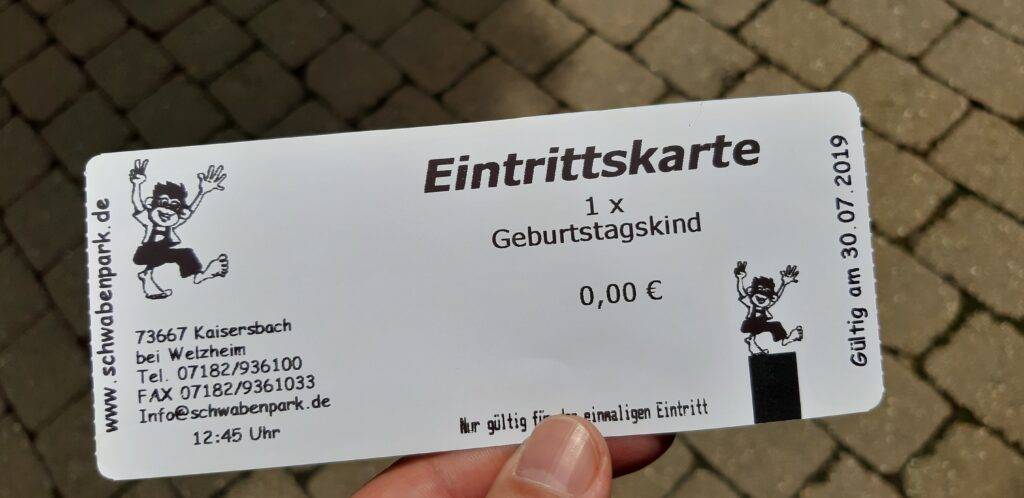 www.schwabenpark.de
Eintrittskarte
1 x
Geburtstagskind
0,00 €
73667 Kaisersbach
bei Welzheim
Tel. 07182/936100
FAX 07182/9361033
Info@schwabenpark.de
12:45 Uhr
Nur gültig einmaligen Eintritt
Gültig am 30.07.2019